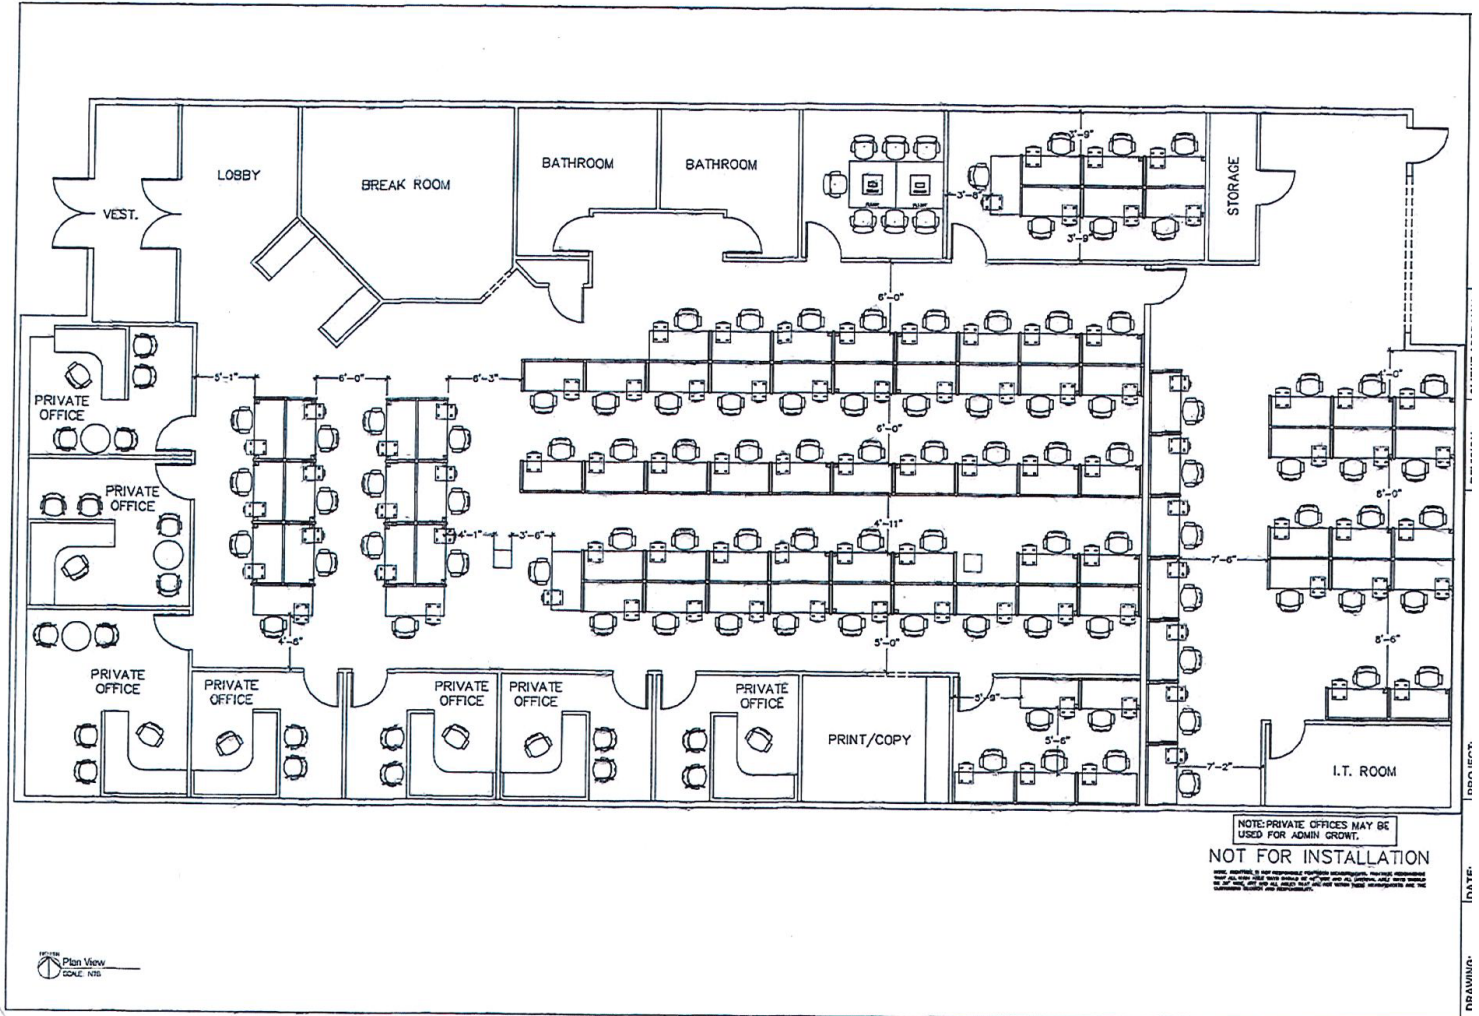 LOBBY
BREAK ROOM
BATHROOM
BATHROOM
STORAGE
VEST.
3'-9"
3'-8"
3'-9"
6'-0"
5'-1"
6'-0"
6'-3"
PRIVATE
OFFICE
6'-0"
PRIVATE
OFFICE
8'-0"
4'-11"
4'-1"
3'-6"
7'-6"
4'-6"
5'-0"
8'-6"
PRIVATE
OFFICE
PRIVATE
OFFICE
PRIVATE
OFFICE
PRIVATE
OFFICE
PRIVATE
OFFICE
5'-9"
PRINT/COPY
5'-6"
7'-2"
I.T. ROOM
NOTE: PRIVATE OFFICES MAY BE
USED FOR ADMIN GROWT.
NOT FOR INSTALLATION
Plan View
SCALE: NTS
PROJECT:
DATE:
DRAWING: